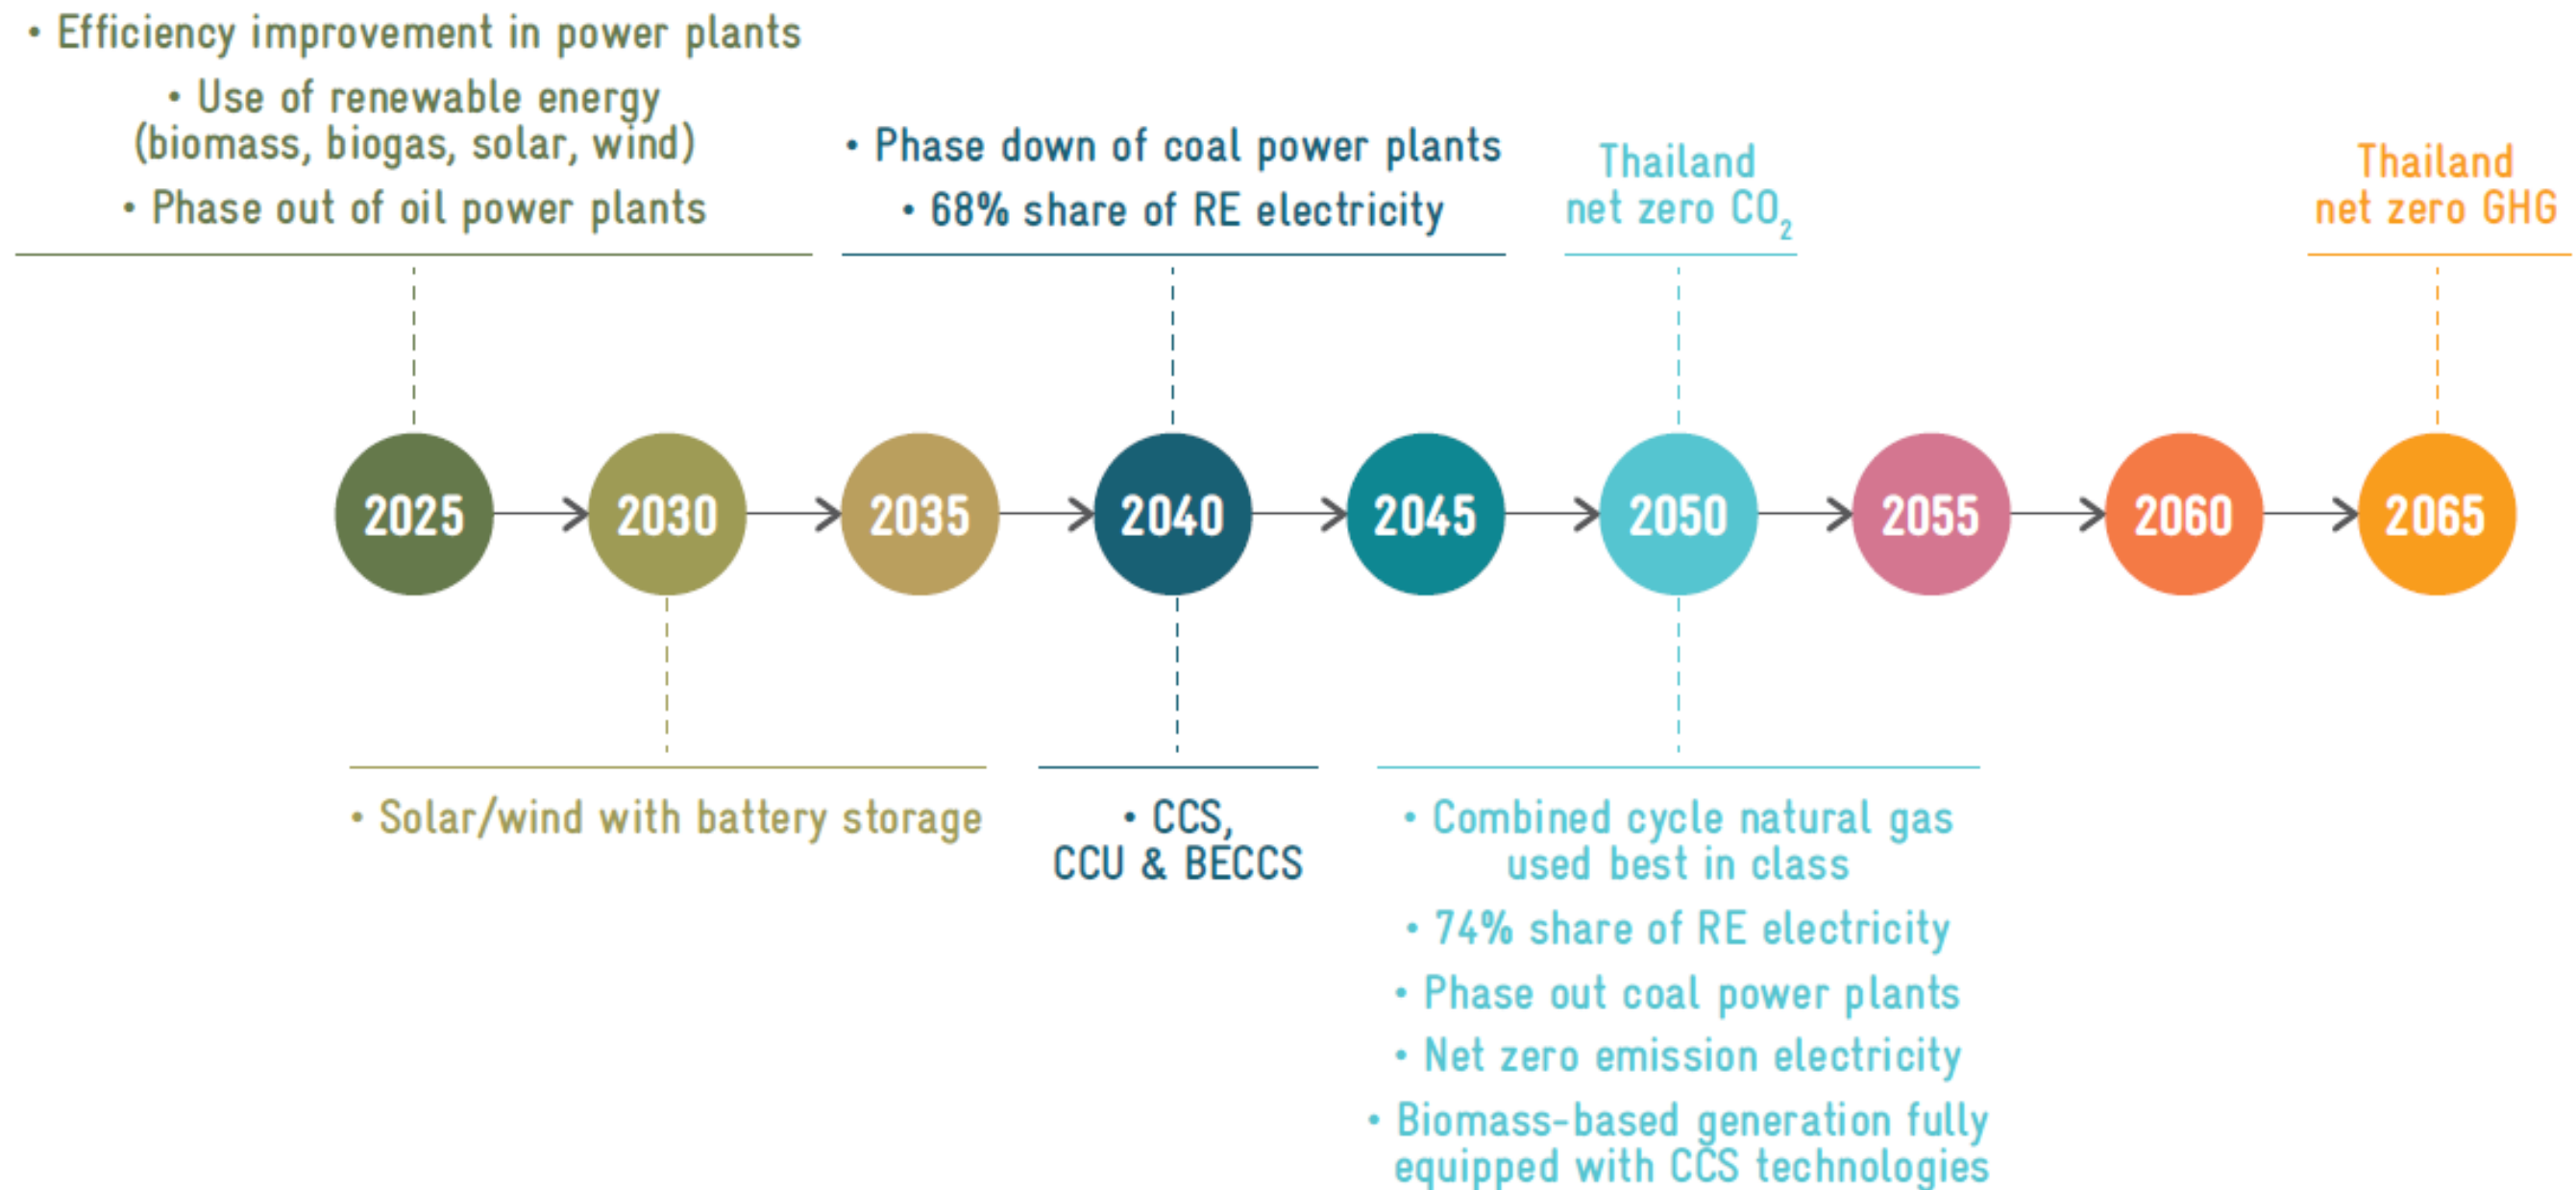 • Efficiency improvement in power plants
• Use of renewable energy
(biomass, biogas, solar, wind)
• Phase out of oil power plants
• Phase down of coal power plants
• 68% share of RE electricity
Thailand
net zero CO₂
Thailand
net zero GHG
2025
2030
2035
2040
2045
2050
2055
2060
2065
• Solar/wind with battery storage
• CCS,
CCU & BECCS
• Combined cycle natural gas
used best in class
• 74% share of RE electricity
• Phase out coal power plants
• Net zero emission electricity
• Biomass-based generation fully
equipped with CCS technologies